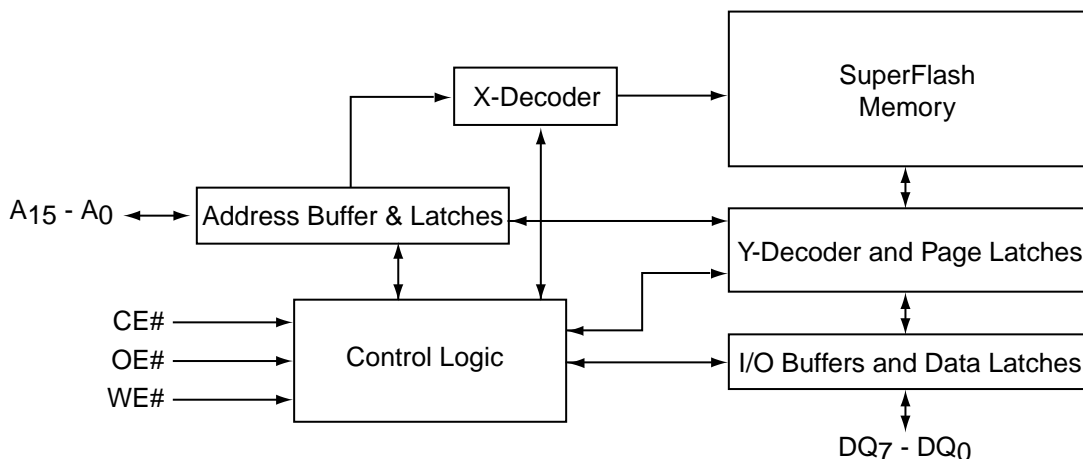 SuperFlash
Memory
X-Decoder
A15 - A0
Address Buffer & Latches
Y-Decoder and Page Latches
CE#
OE#
WE#
Control Logic
I/O Buffers and Data Latches
DQ7 - DQ0